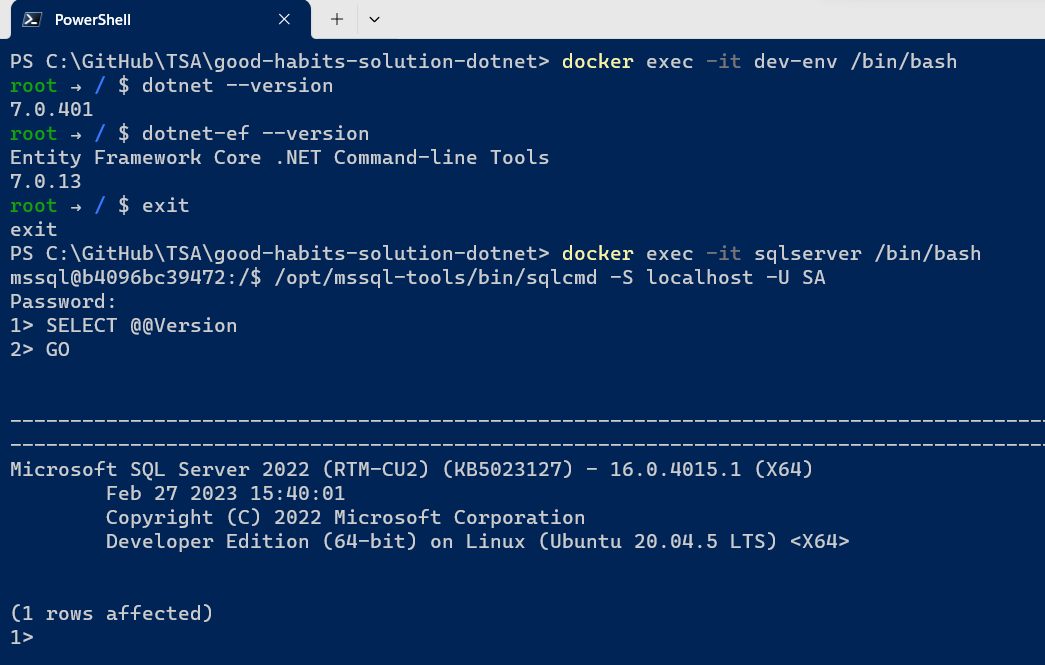 PowerShell
PS C:\GitHub\TSA\good-habits-solution-dotnet> docker exec -it dev-env /bin/bash
root → / $ dotnet --version
7.0.401
root → / $ dotnet-ef --version
Entity Framework Core .NET Command-line Tools
7.0.13
root → / $ exit
exit
PS C:\GitHub\TSA\good-habits-solution-dotnet> docker exec -it sqlserver /bin/bash
mssql@b4096bc39472:/$ /opt/mssql-tools/bin/sqlcmd -S localhost -U SA
Password:
1> SELECT @@Version
2> GO
---------------------------------------------------------------------------------------
---------------------------------------------------------------------------------------
Microsoft SQL Server 2022 (RTM-CU2) (KB5023127) - 16.0.4015.1 (X64)
Feb 27 2023 15:40:01
Copyright (C) 2022 Microsoft Corporation
Developer Edition (64-bit) on Linux (Ubuntu 20.04.5 LTS) <X64>
(1 rows affected)
1>